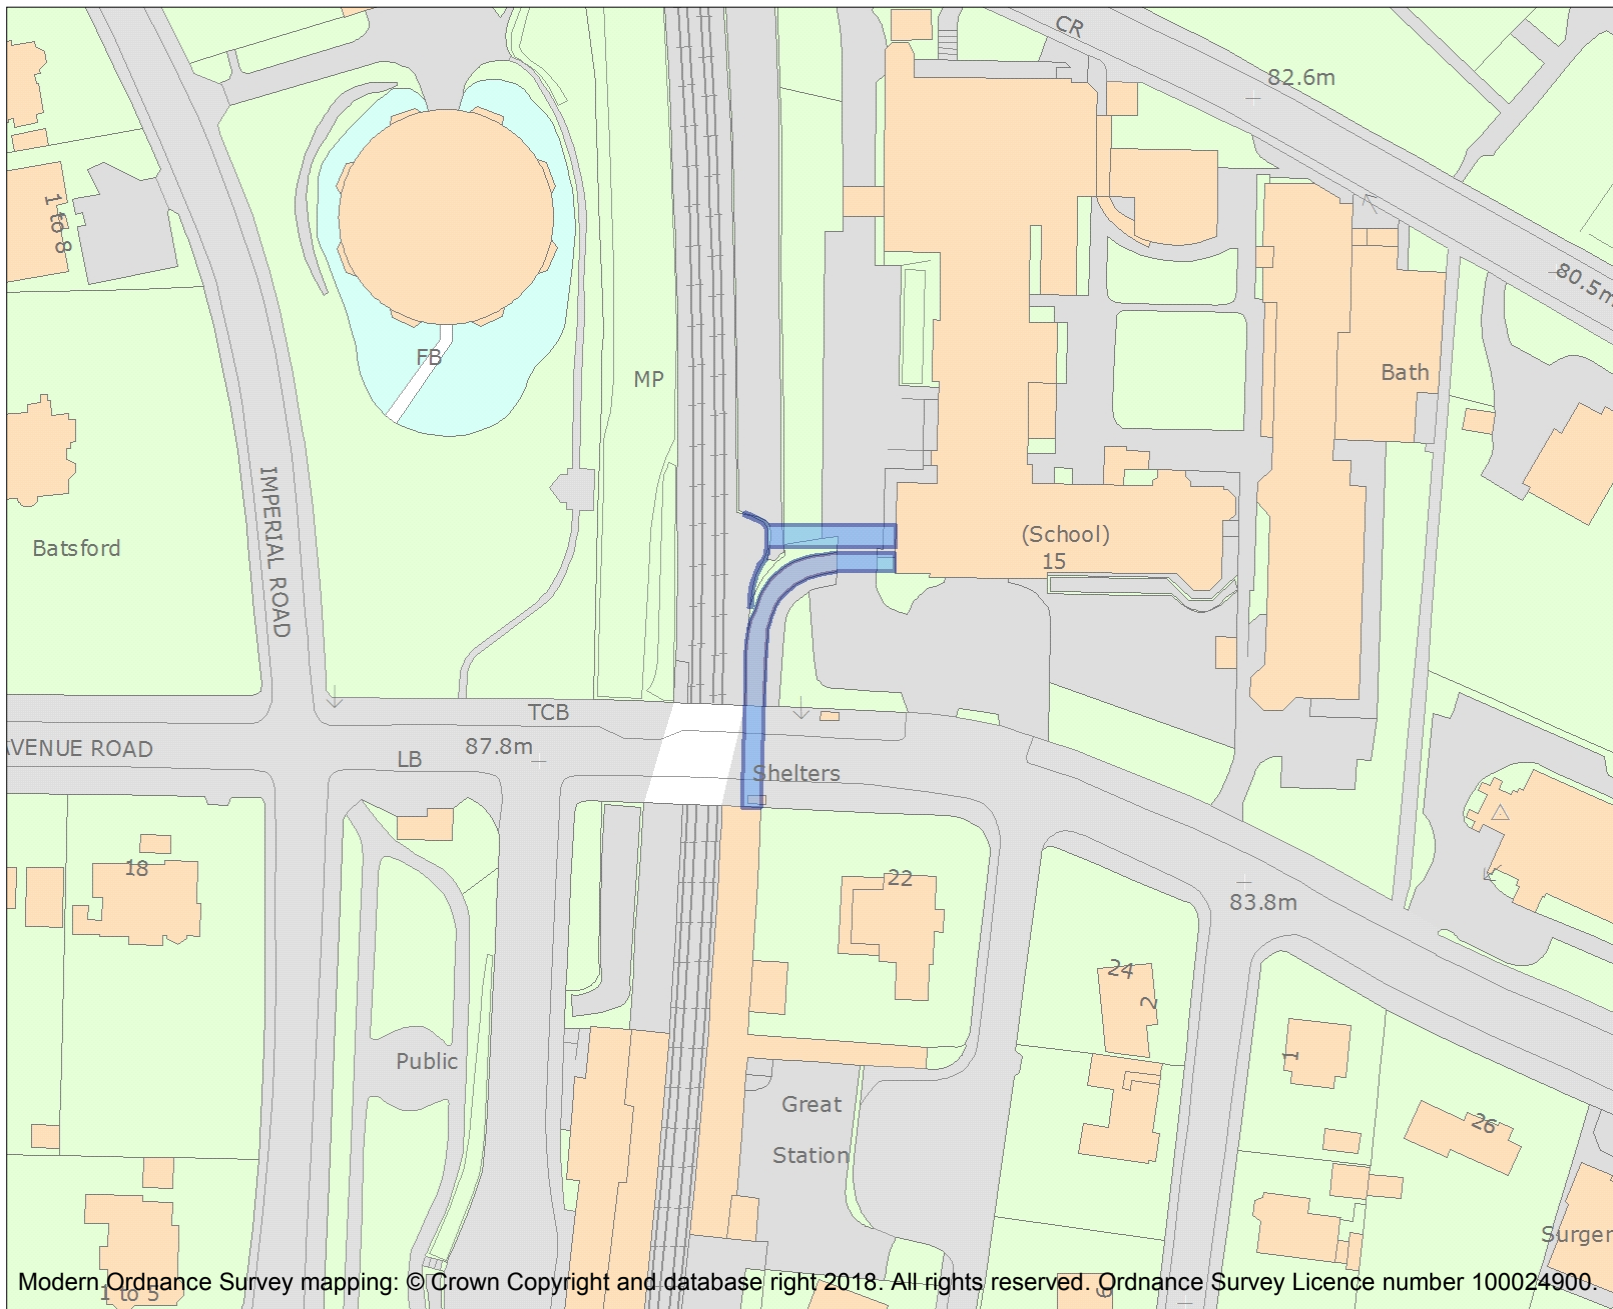 CR
82.6m
1 to 8
80.5m
FB
MP
Bath
IMPERIAL ROAD
Batsford
(School)
15
TCB
AVENUE ROAD
87.8m
LB
Shelters
18
22
83.8m
24
2
1
Public
Great
26
Station
Surger
1 to 5
Modern Ordnance Survey mapping: © Crown Copyright and database right 2018. All rights reserved. Ordnance Survey Licence number 100024900.